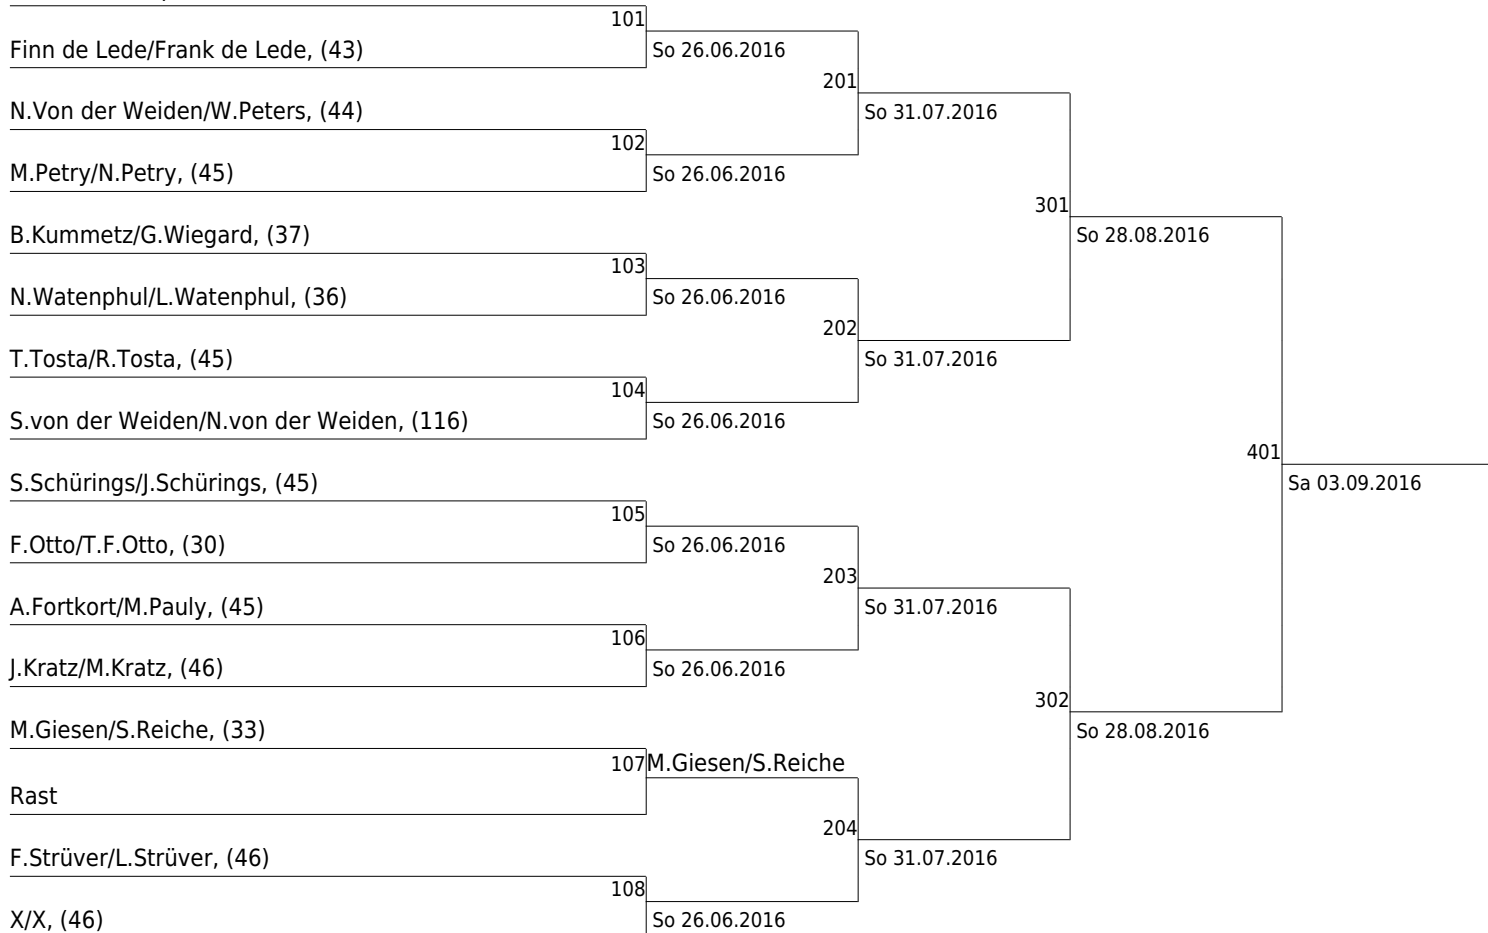 101
Finn de Lede/Frank de Lede, (43)
So 26.06.2016
201
N.Von der Weiden/W.Peters, (44)
So 31.07.2016
102
M.Petry/N.Petry, (45)
So 26.06.2016
301
B.Kummetz/G.Wiegard, (37)
So 28.08.2016
103
N.Watenphul/L.Watenphul, (36)
So 26.06.2016
202
T.Tosta/R.Tosta, (45)
So 31.07.2016
104
S.von der Weiden/N.von der Weiden, (116)
So 26.06.2016
401
S.Schürings/J.Schürings, (45)
Sa 03.09.2016
105
F.Otto/T.F.Otto, (30)
So 26.06.2016
203
A.Fortkort/M.Pauly, (45)
So 31.07.2016
106
J.Kratz/M.Kratz, (46)
So 26.06.2016
302
M.Giesen/S.Reiche, (33)
So 28.08.2016
107
M.Giesen/S.Reiche
Rast
204
F.Strüver/L.Strüver, (46)
So 31.07.2016
108
X/X, (46)
So 26.06.2016